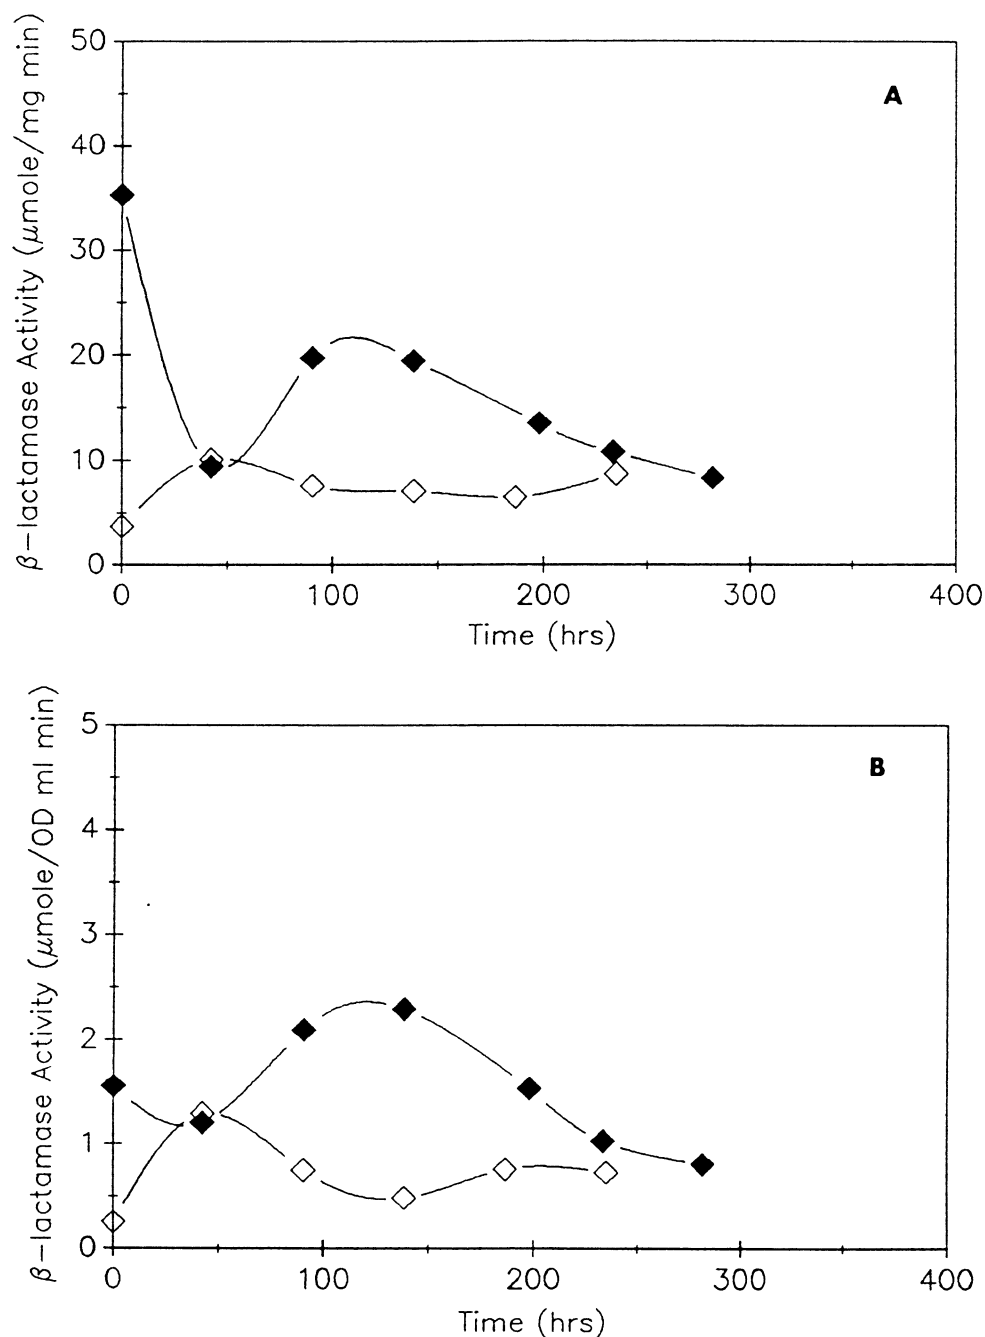 A
β-lactamase Activity (μmole/mg min)
50
40
30
20
10
0
0 100 200 300 400
Time (hrs)
B
β-lactamase Activity (μmole/OD ml min)
5
4
3
2
1
0
0 100 200 300 400
Time (hrs)